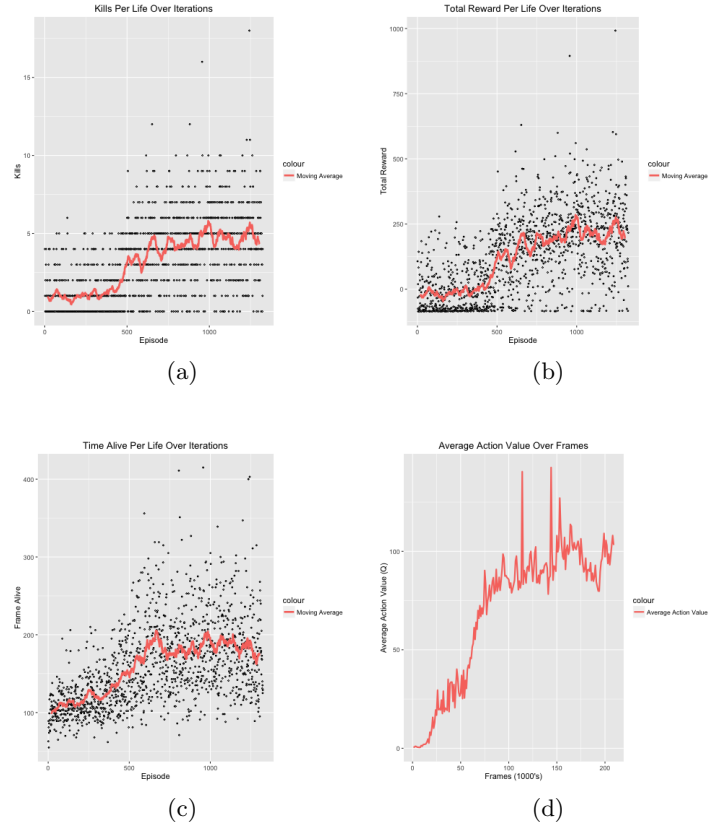 Kills Per Life Over Iterations
15
10
5
0
Kills
0
500
1000
Episode
colour
Moving Average
(a)
Total Reward Per Life Over Iterations
1000
750
500
250
0
Total Reward
0
500
1000
Episode
colour
Moving Average
(b)
Time Alive Per Life Over Iterations
400
300
200
100
Frame Alive
0
500
1000
Episode
colour
Moving Average
(c)
Average Action Value Over Frames
100
50
0
Average Action Value (Q)
0
50
100
150
200
Frames (1000's)
colour
Average Action Value
(d)